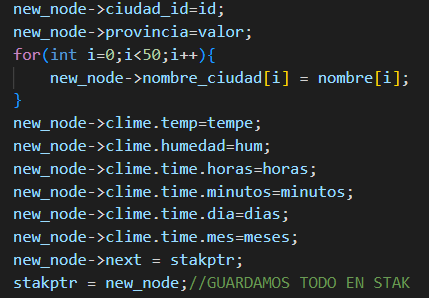 new_node->ciudad_id=id;
new_node->provincia=valor;
for(int i=0;i<50;i++){
new_node->nombre_ciudad[i] = nombre[i];
}
new_node->clime.temp=tempe;
new_node->clime.humedad=hum;
new_node->clime.time.horas=horas;
new_node->clime.time.minutos=minutos;
new_node->clime.time.dia=dias;
new_node->clime.time.mes=meses;
new_node->next = stakptr;
stakptr = new_node;//GUARDAMOS TODO EN STAK